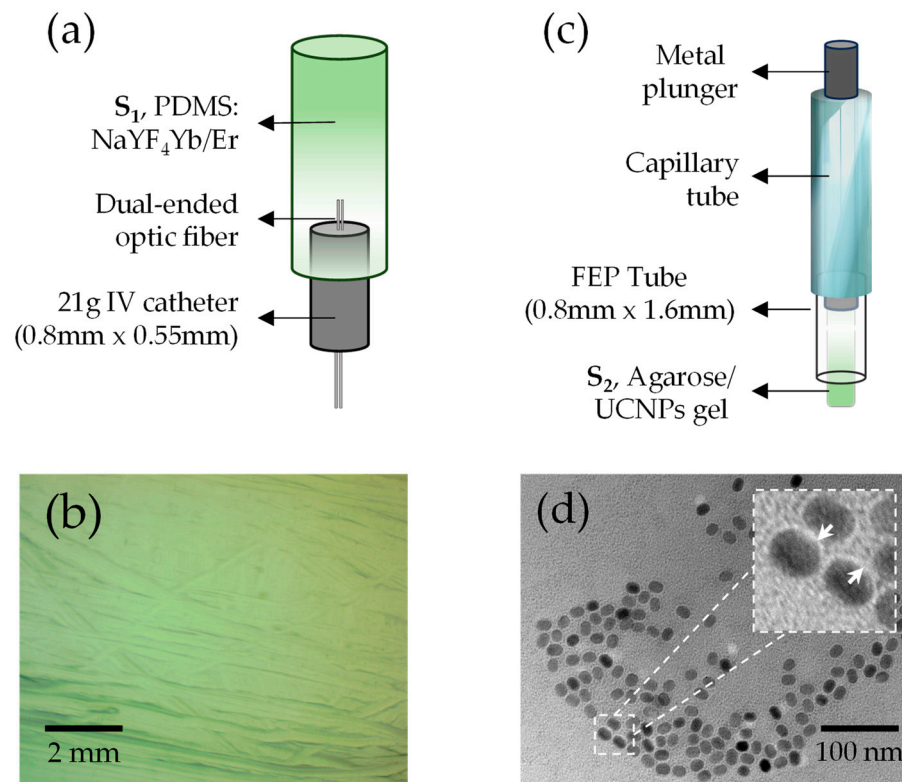 (a)
S₁, PDMS:
NaYF₄Yb/Er
Dual-ended
optic fiber
21g IV catheter
(0.8mm x 0.55mm)
(c)
Metal
plunger
Capillary
tube
FEP Tube
(0.8mm x 1.6mm)
S₂, Agarose/
UCNPs gel
(b)
2 mm
(d)
100 nm